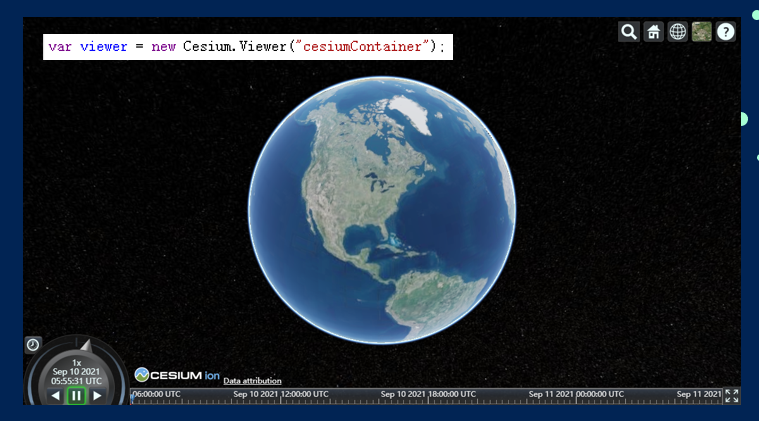 var viewer = new Cesium.Viewer("cesiumContainer");
?
1x
Sep 10 2021
05:55:31 UTC
CESIUM ion Data attribution
06:00:00 UTC Sep 10 2021 12:00:00 UTC Sep 10 2021 18:00:00 UTC Sep 11 2021 00:00:00 UTC Sep 11 2021